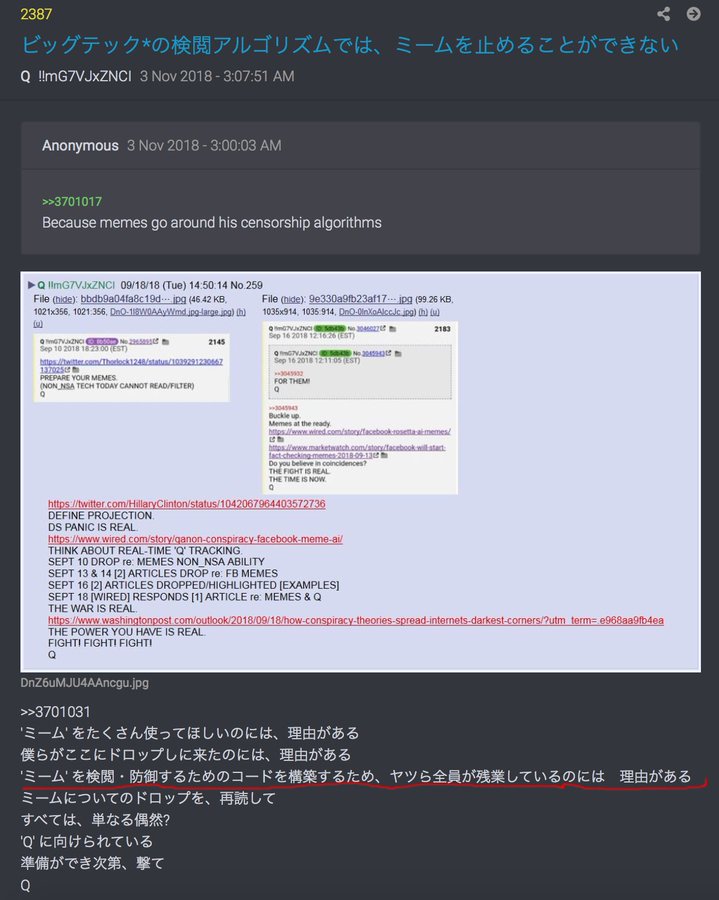 2387
ビッグテック*の検閲アルゴリズムでは、ミームを止めることができない
Q !!mG7VJxZNCI 3 Nov 2018 - 3:07:51 AM
Anonymous 3 Nov 2018 - 3:00:03 AM
>>3701017
Because memes go around his censorship algorithms
▶Q !!mG7VJxZNCI 09/18/18 (Tue) 14:50:14 No.259
File (hide): bbdb9a04fa8c19d⋯.jpg (46.42 KB,
1021x356, 1021:356, DnO-1I8W0AAyWmd.jpg-large.jpg) (h)
(u)
Q !!mG7VJxZNCI No.2965895 2145
Sep 10 2018 18:23:00 (EST)
https://twitter.com/Thorlock1248/status/1039291230667
137025
PREPARE YOUR MEMES.
(NON_NSA TECH TODAY CANNOT READ/FILTER)
Q
File (hide): 9e330a9fb23af17⋯.jpg (99.26 KB,
1035x914, 1035:914, DnO-0InXoAIccJc.jpg) (h) (u)
Q !!mG7VJxZNCI ID: 5db43b No.3046027 2183
Sep 16 2018 12:16:26 (EST)
Q !!mG7VJxZNCI ID: 5db43b No.3045943
Sep 16 2018 12:11:05 (EST)
>>3045932
FOR THEM!
Q
>>3045943
Buckle up.
Memes at the ready.
https://www.wired.com/story/facebook-rosetta-ai-memes/
https://www.marketwatch.com/story/facebook-will-start-
fact-checking-memes-2018-09-13
Do you believe in coincidences?
THE FIGHT IS REAL.
THE TIME IS NOW.
Q
https://twitter.com/HillaryClinton/status/1042067964403572736
DEFINE PROJECTION.
DS PANIC IS REAL.
https://www.wired.com/story/qanon-conspiracy-facebook-meme-ai/
THINK ABOUT REAL-TIME 'Q' TRACKING.
SEPT 10 DROP re: MEMES NON_NSA ABILITY
SEPT 13 & 14 [2] ARTICLES DROP re: FB MEMES
SEPT 16 [2] ARTICLES DROPPED/HIGHLIGHTED [EXAMPLES]
SEPT 18 [WIRED] RESPONDS [1] ARTICLE re: MEMES & Q
THE WAR IS REAL.
https://www.washingtonpost.com/outlook/2018/09/18/how-conspiracy-theories-spread-internets-darkest-corners/?utm_term=.e968aa9fb4ea
THE POWER YOU HAVE IS REAL.
FIGHT! FIGHT! FIGHT!
Q
DnZ6uMJU4AAncgu.jpg
>>3701031
'ミーム' をたくさん使ってほしいのには、理由がある
僕らがここにドロップしに来たのには、理由がある
'ミーム' を検閲・防御するためのコードを構築するため、ヤツら全員が残業しているのには 理由がある
ミームについてのドロップを、再読して
すべては、単なる偶然?
'Q' に向けられている
準備ができ次第、撃て
Q